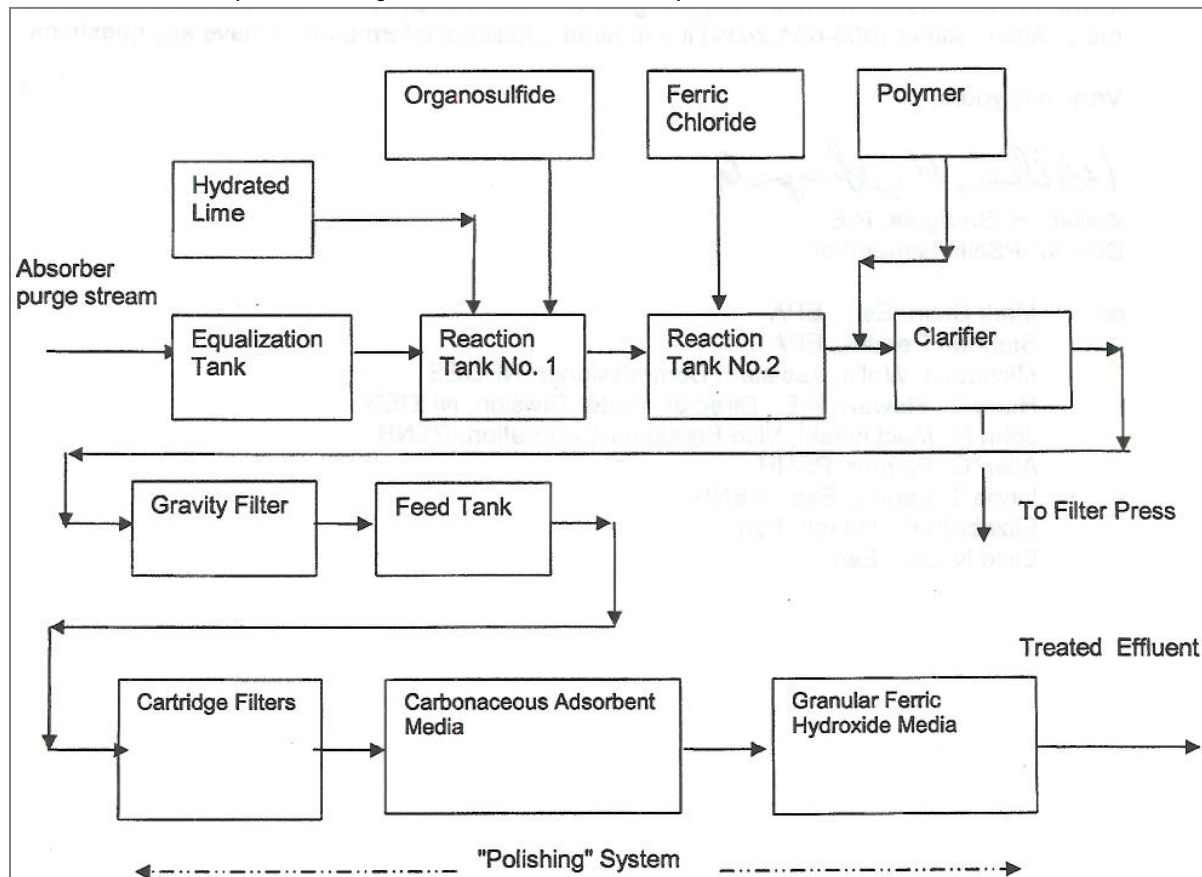 Organosulfide
Ferric
Chloride
Polymer
Hydrated
Lime
Absorber
purge stream
Equalization
Tank
Reaction
Tank No. 1
Reaction
Tank No.2
Clarifier
Gravity Filter
Feed Tank
To Filter Press
Treated Effluent
Cartridge Filters
Carbonaceous Adsorbent
Media
Granular Ferric
Hydroxide Media
"Polishing" System